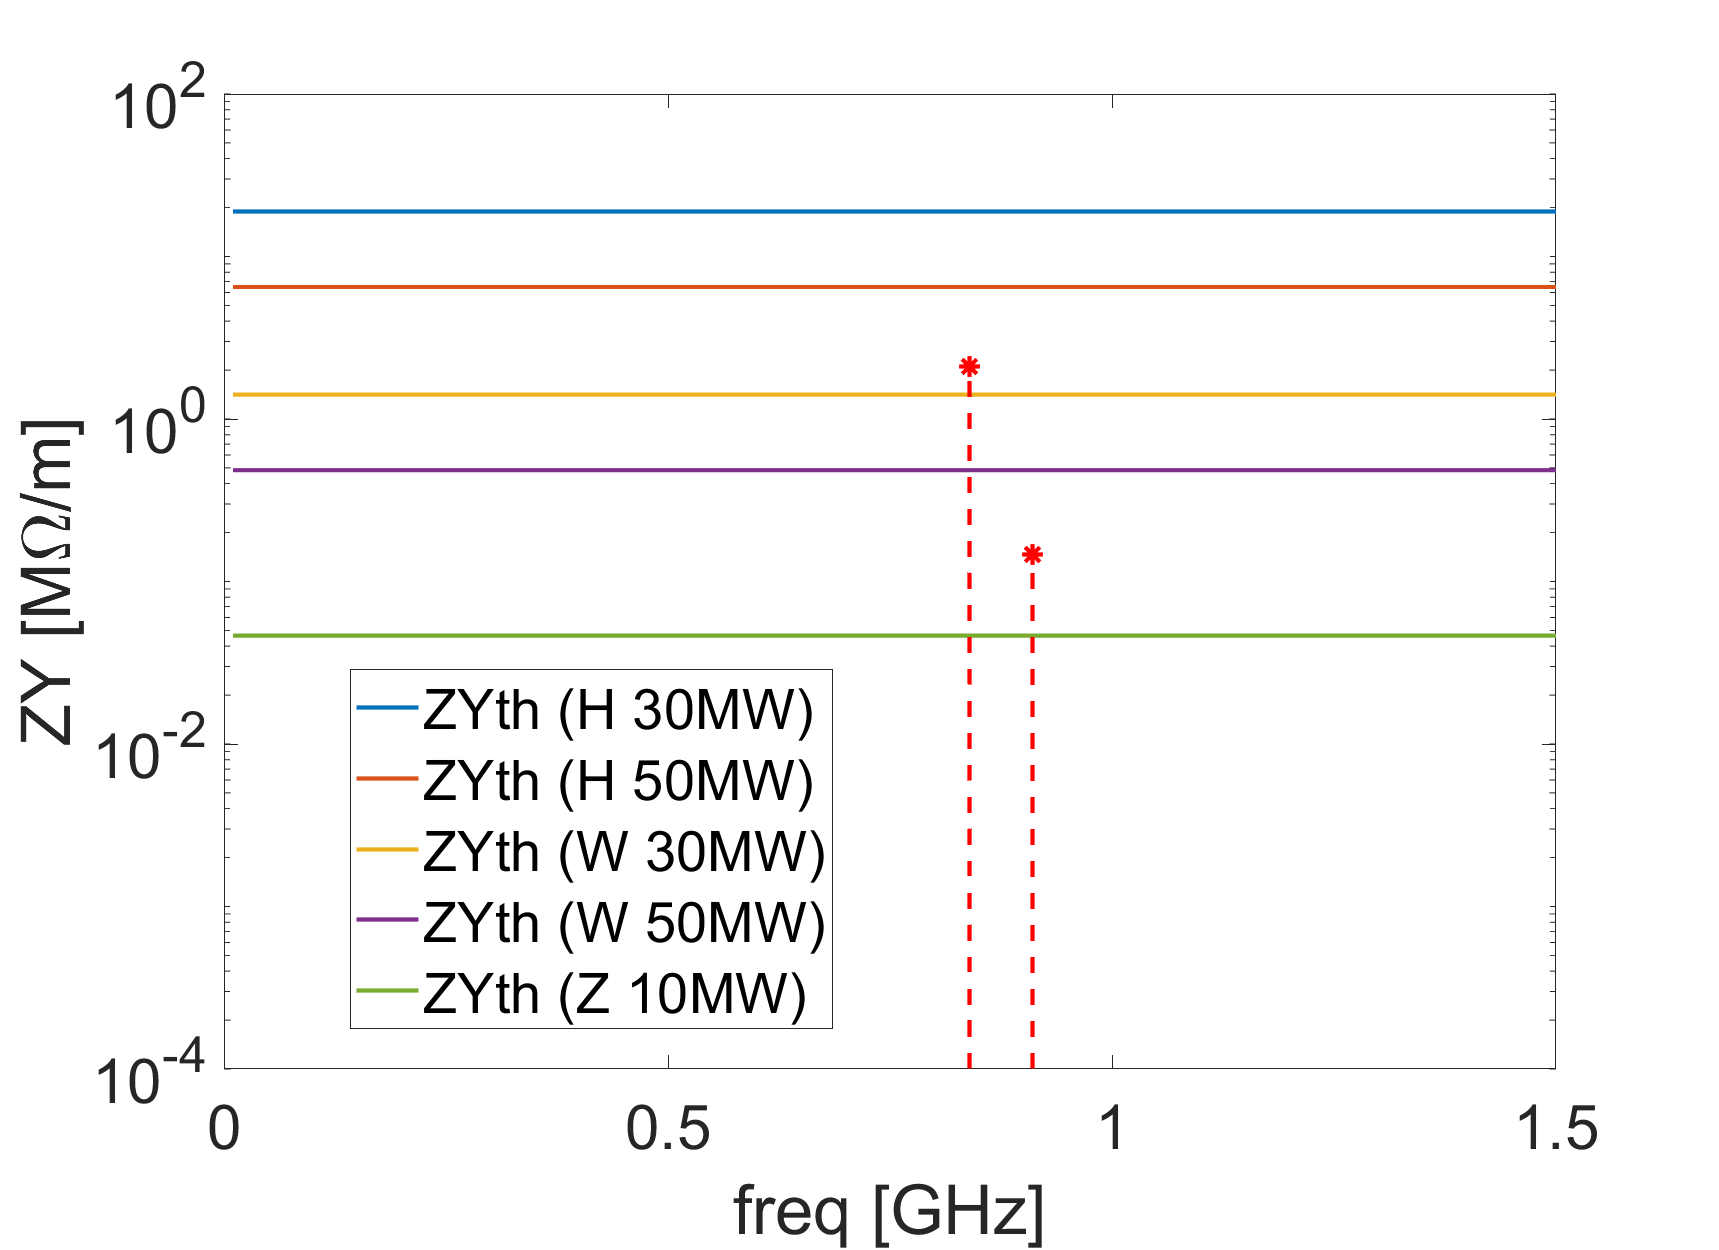 10^2
10^0
10^-2
10^-4
ZY [MΩ/m]
ZYth (H 30MW)
ZYth (H 50MW)
ZYth (W 30MW)
ZYth (W 50MW)
ZYth (Z 10MW)
0 0.5 1 1.5
freq [GHz]